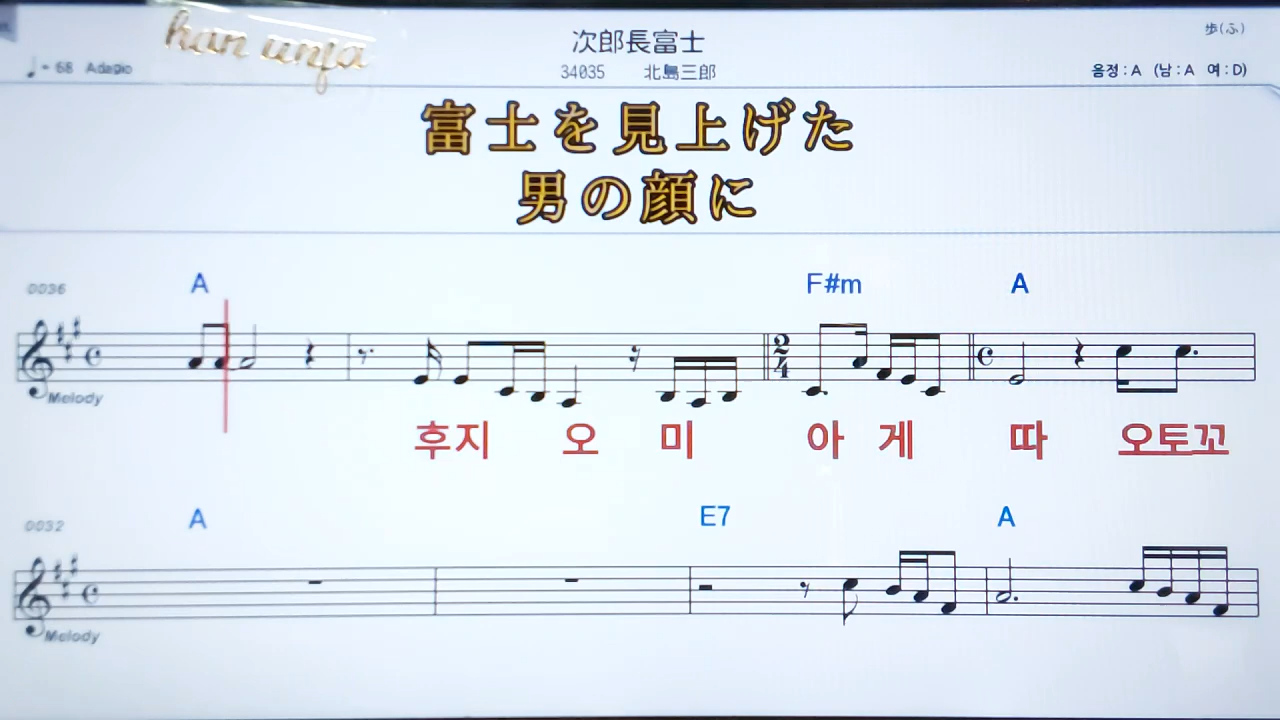 han unja
次郎長富士
歩(ふ)
♩= 68 Adagio
34035 北島三郎
음정 : A (남 : A 여 : D)
富士を見上げた
男の顔に
0036 A F#m A
2
4
Melody
후지 오 미 아 게 따 오토꼬
0032 A E7 A
Melody